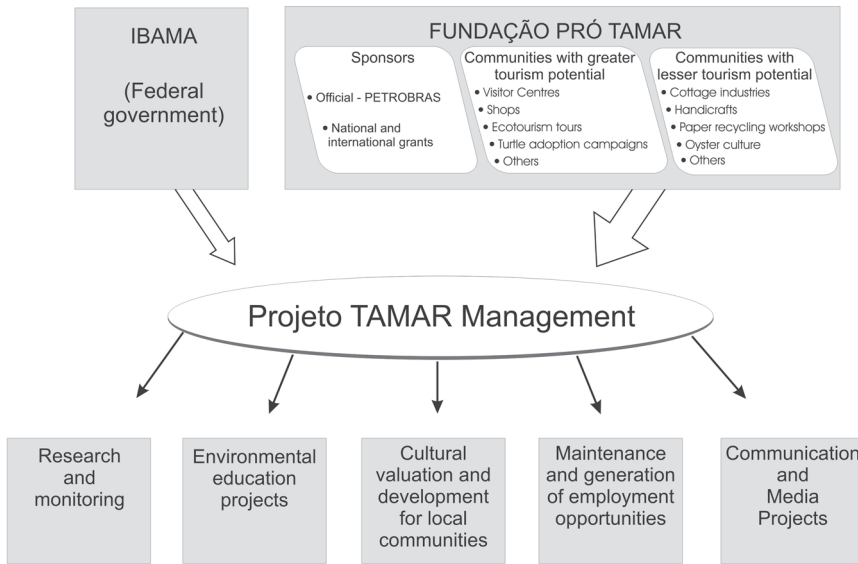 IBAMA
(Federal
government)
FUNDAÇÃO PRÓ TAMAR
Sponsors
• Official - PETROBRAS
• National and
international grants
Communities with greater
tourism potential
• Visitor Centres
• Shops
• Ecotourism tours
• Turtle adoption campaigns
• Others
Communities with
lesser tourism potential
• Cottage industries
• Handicrafts
• Paper recycling workshops
• Oyster culture
• Others
Projeto TAMAR Management
Research
and
monitoring
Environmental
education
projects
Cultural
valuation and
development
for local
communities
Maintenance
and generation
of employment
opportunities
Communication
and
Media
Projects